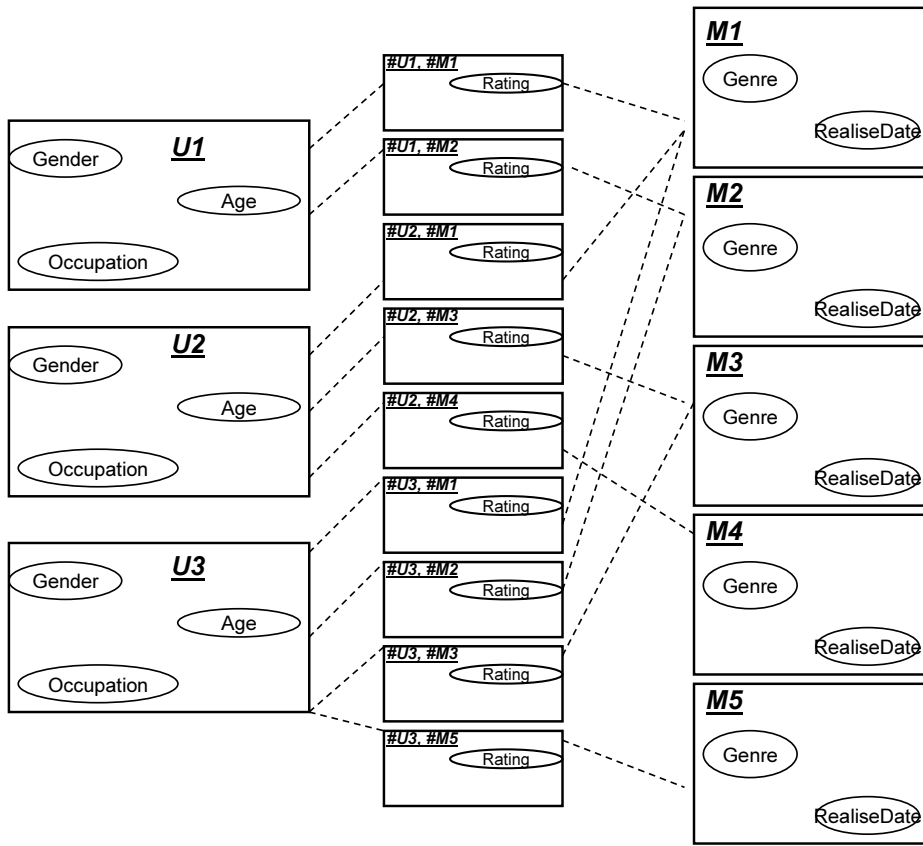 U1
Gender
Age
Occupation
U2
Gender
Age
Occupation
U3
Gender
Age
Occupation
#U1, #M1
Rating
#U1, #M2
Rating
#U2, #M1
Rating
#U2, #M3
Rating
#U2, #M4
Rating
#U3, #M1
Rating
#U3, #M2
Rating
#U3, #M3
Rating
#U3, #M5
Rating
M1
Genre
RealiseDate
M2
Genre
RealiseDate
M3
Genre
RealiseDate
M4
Genre
RealiseDate
M5
Genre
RealiseDate